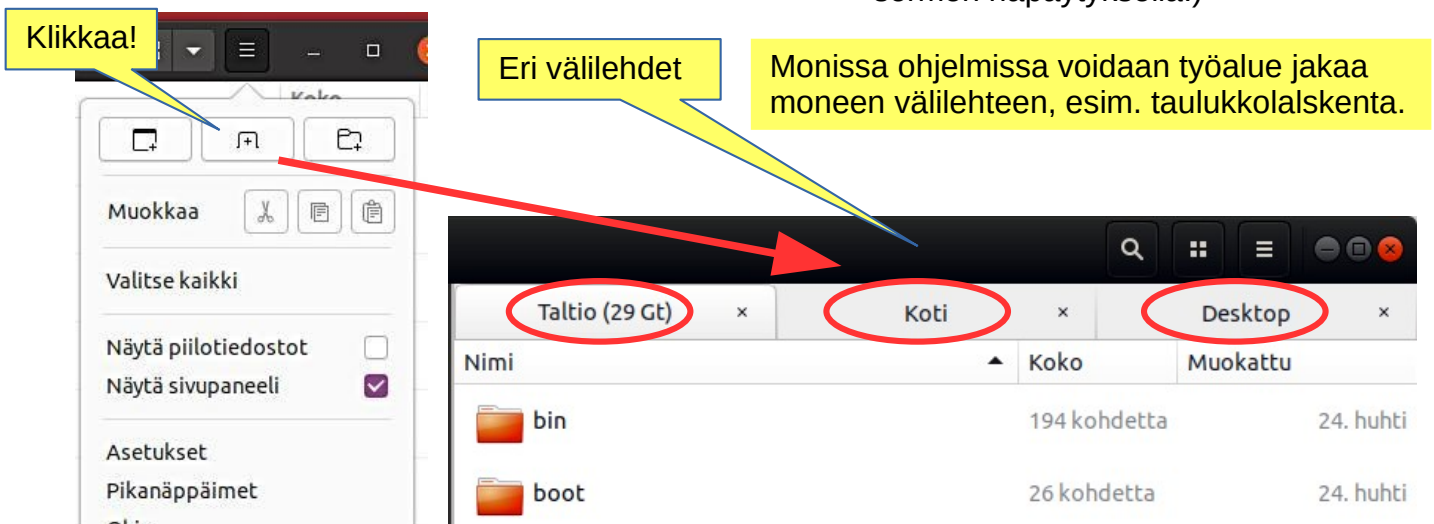 Klikkaa!
Eri välilehdet
Monissa ohjelmissa voidaan työalue jakaa
moneen välilehteen, esim. taulukkolalskenta.
Muokkaa
Valitse kaikki
Näytä piilotiedostot
Näytä sivupaneeli
Asetukset
Pikanäppäimet
Taltio (29 Gt) × Koti × Desktop ×
Nimi Koko Muokattu
bin 194 kohdetta 24. huhti
boot 26 kohdetta 24. huhti